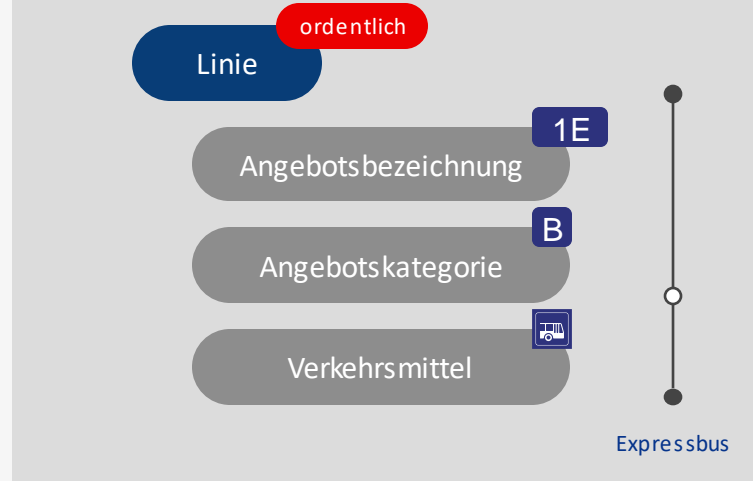 ordentlich
Linie
1E
Angebotsbezeichnung
B
Angebotskategorie
Verkehrsmittel
Expressbus